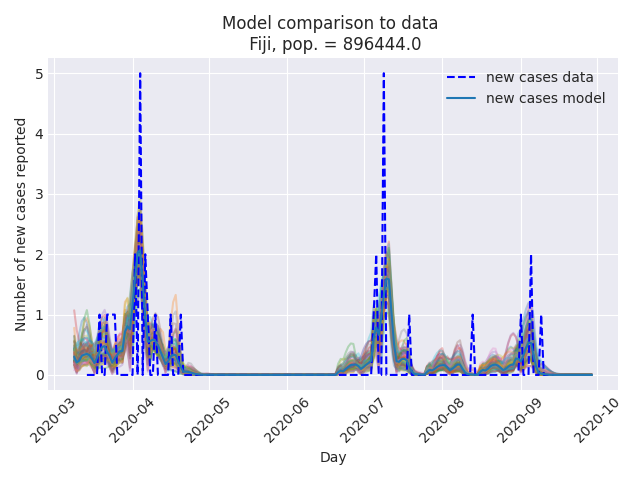 Model comparison to data
Fiji, pop. = 896444.0
new cases data
new cases model
Number of new cases reported
5
4
3
2
1
0
2020-03
2020-04
2020-05
2020-06
2020-07
2020-08
2020-09
2020-10
Day